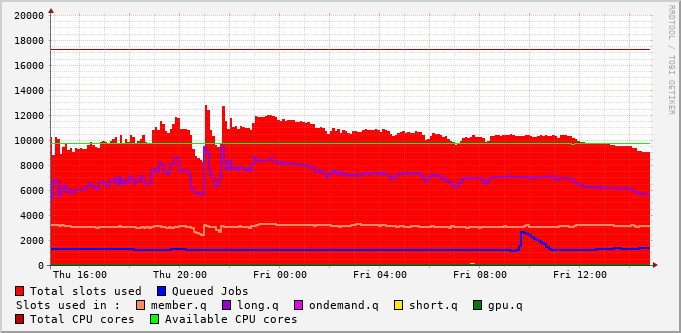 20000
18000
16000
14000
12000
10000
8000
6000
4000
2000
0
Thu 16:00 Thu 20:00 Fri 00:00 Fri 04:00 Fri 08:00 Fri 12:00
Total slots used Queued Jobs
Slots used in : member.q long.q ondemand.q short.q gpu.q
Total CPU cores Available CPU cores
RRDTOOL / TOBI OETIKER